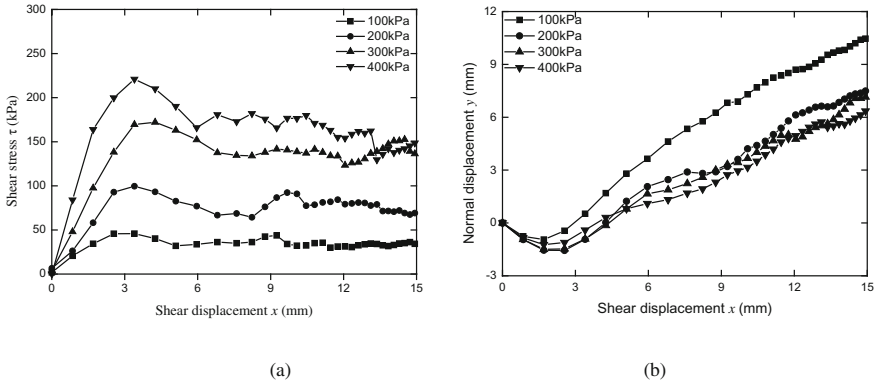 300
250
200
150
100
50
0
0 3 6 9 12 15
Shear stress τ (kPa)
Shear displacement x (mm)
100kPa
200kPa
300kPa
400kPa
(a)
9
6
3
0
-3
0 3 6 9 12 15
Normal displacement y (mm)
Shear displacement x (mm)
100kPa
200kPa
300kPa
400kPa
(b)